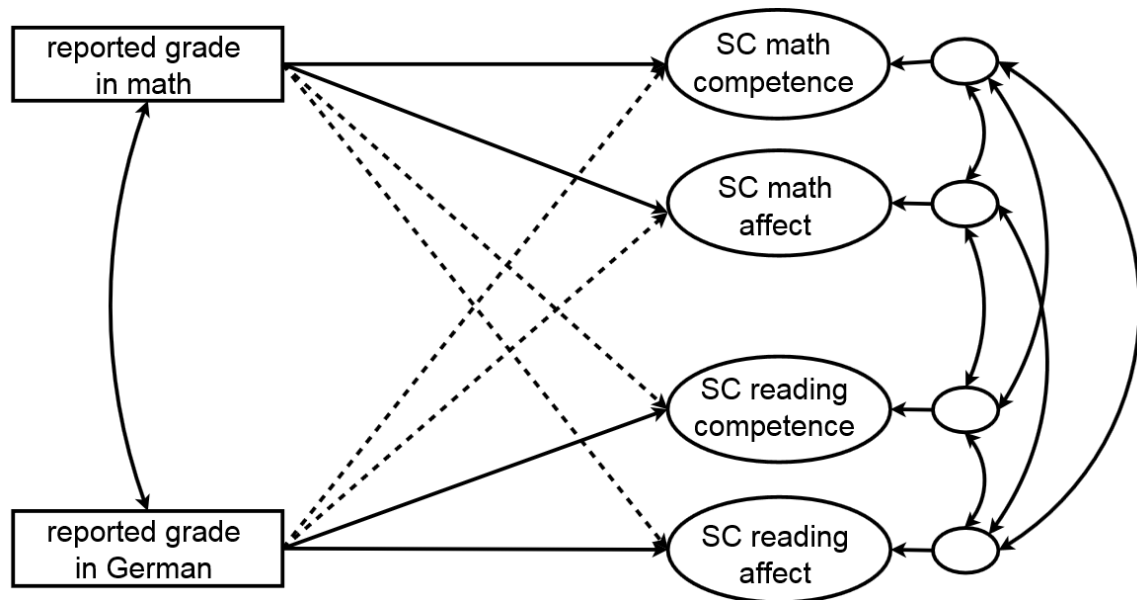 reported grade
in math
SC math
competence
SC math
affect
SC reading
competence
reported grade
in German
SC reading
affect